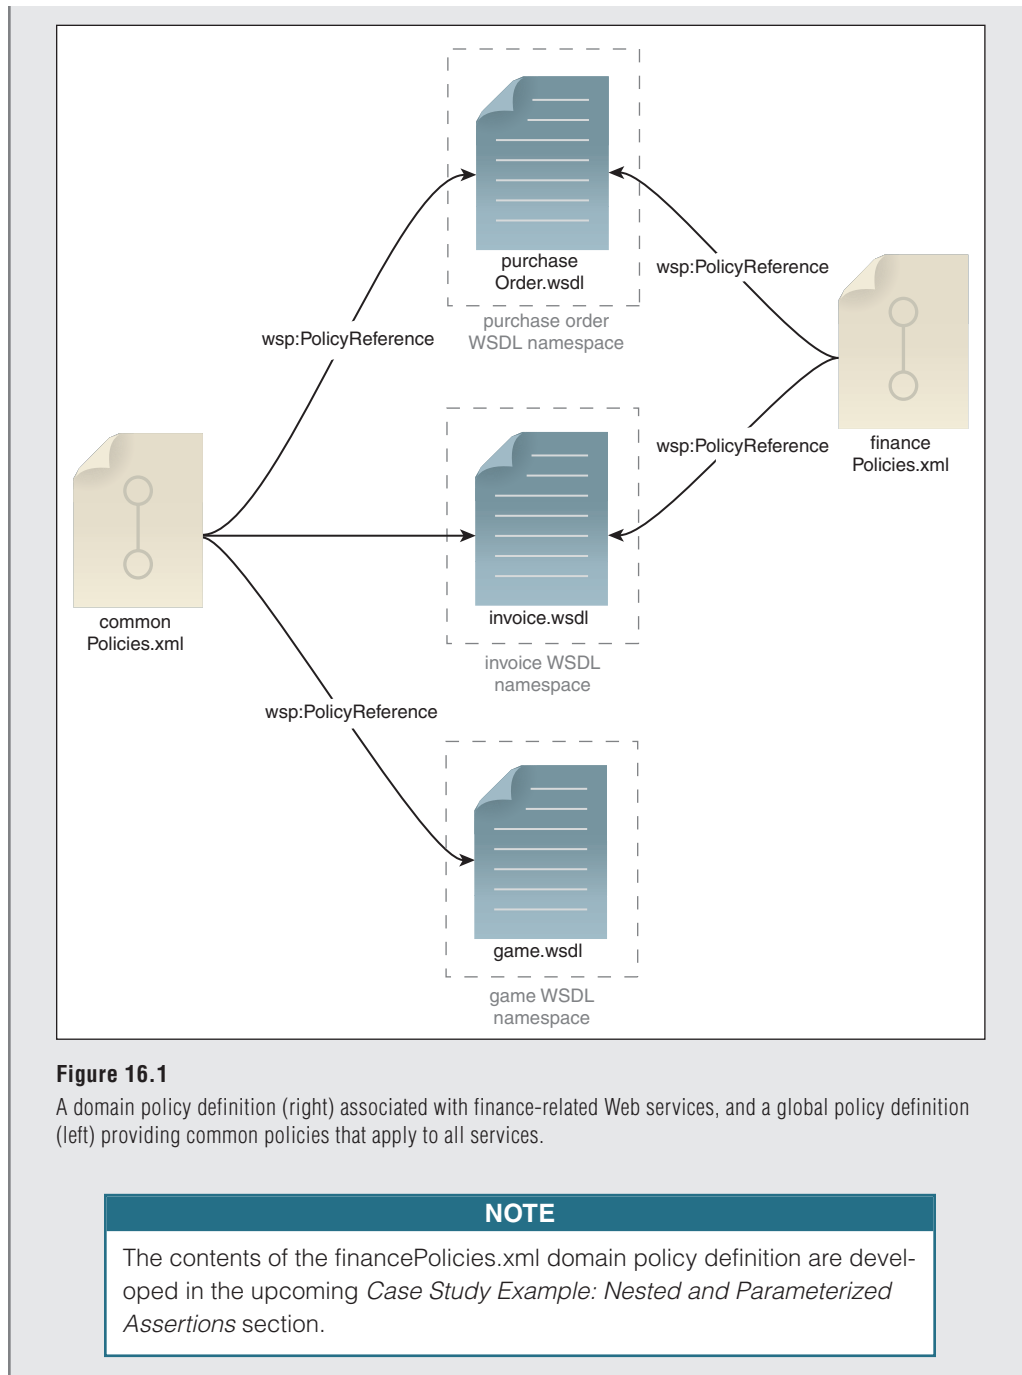 purchase
Order.wsdl
purchase order
WSDL namespace
wsp:PolicyReference
wsp:PolicyReference
finance
Policies.xml
wsp:PolicyReference
common
Policies.xml
invoice.wsdl
invoice WSDL
namespace
wsp:PolicyReference
game.wsdl
game WSDL
namespace
Figure 16.1
A domain policy definition (right) associated with finance-related Web services, and a global policy definition
(left) providing common policies that apply to all services.
NOTE
The contents of the financePolicies.xml domain policy definition are devel-
oped in the upcoming Case Study Example: Nested and Parameterized
Assertions section.